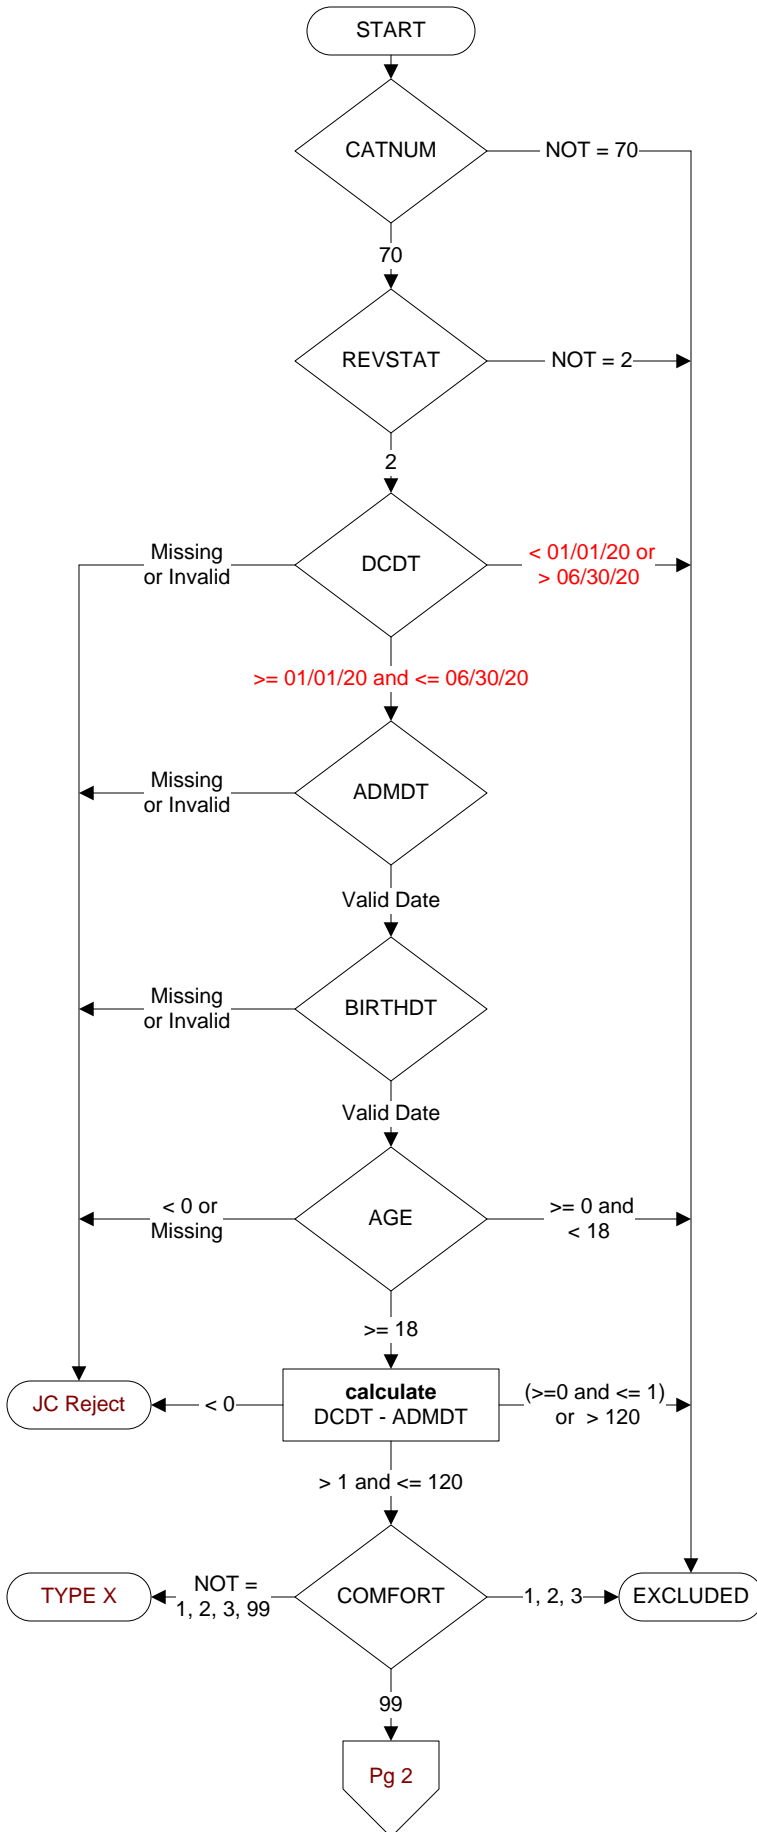 START
CATNUM
NOT = 70
70
REVSTAT
NOT = 2
2
Missing
or Invalid
DCDT
< 01/01/20 or
> 06/30/20
>= 01/01/20 and <= 06/30/20
Missing
or Invalid
ADMDT
Valid Date
Missing
or Invalid
BIRTHDT
Valid Date
< 0 or
Missing
AGE
>= 0 and
< 18
>= 18
JC Reject
< 0
calculate
DCDT - ADMDT
(>=0 and <= 1)
or > 120
> 1 and <= 120
TYPE X
NOT =
1, 2, 3, 99
COMFORT
1, 2, 3
EXCLUDED
99
Pg 2